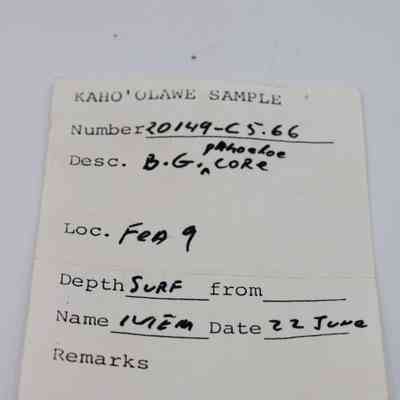 KAHO'OLAWE SAMPLE
Number 20149-C5.66
pahoehoe
Desc. B.G. ^ CORE
Loc. FEA 9
Depth SURF from
Name Date 22 June
Remarks